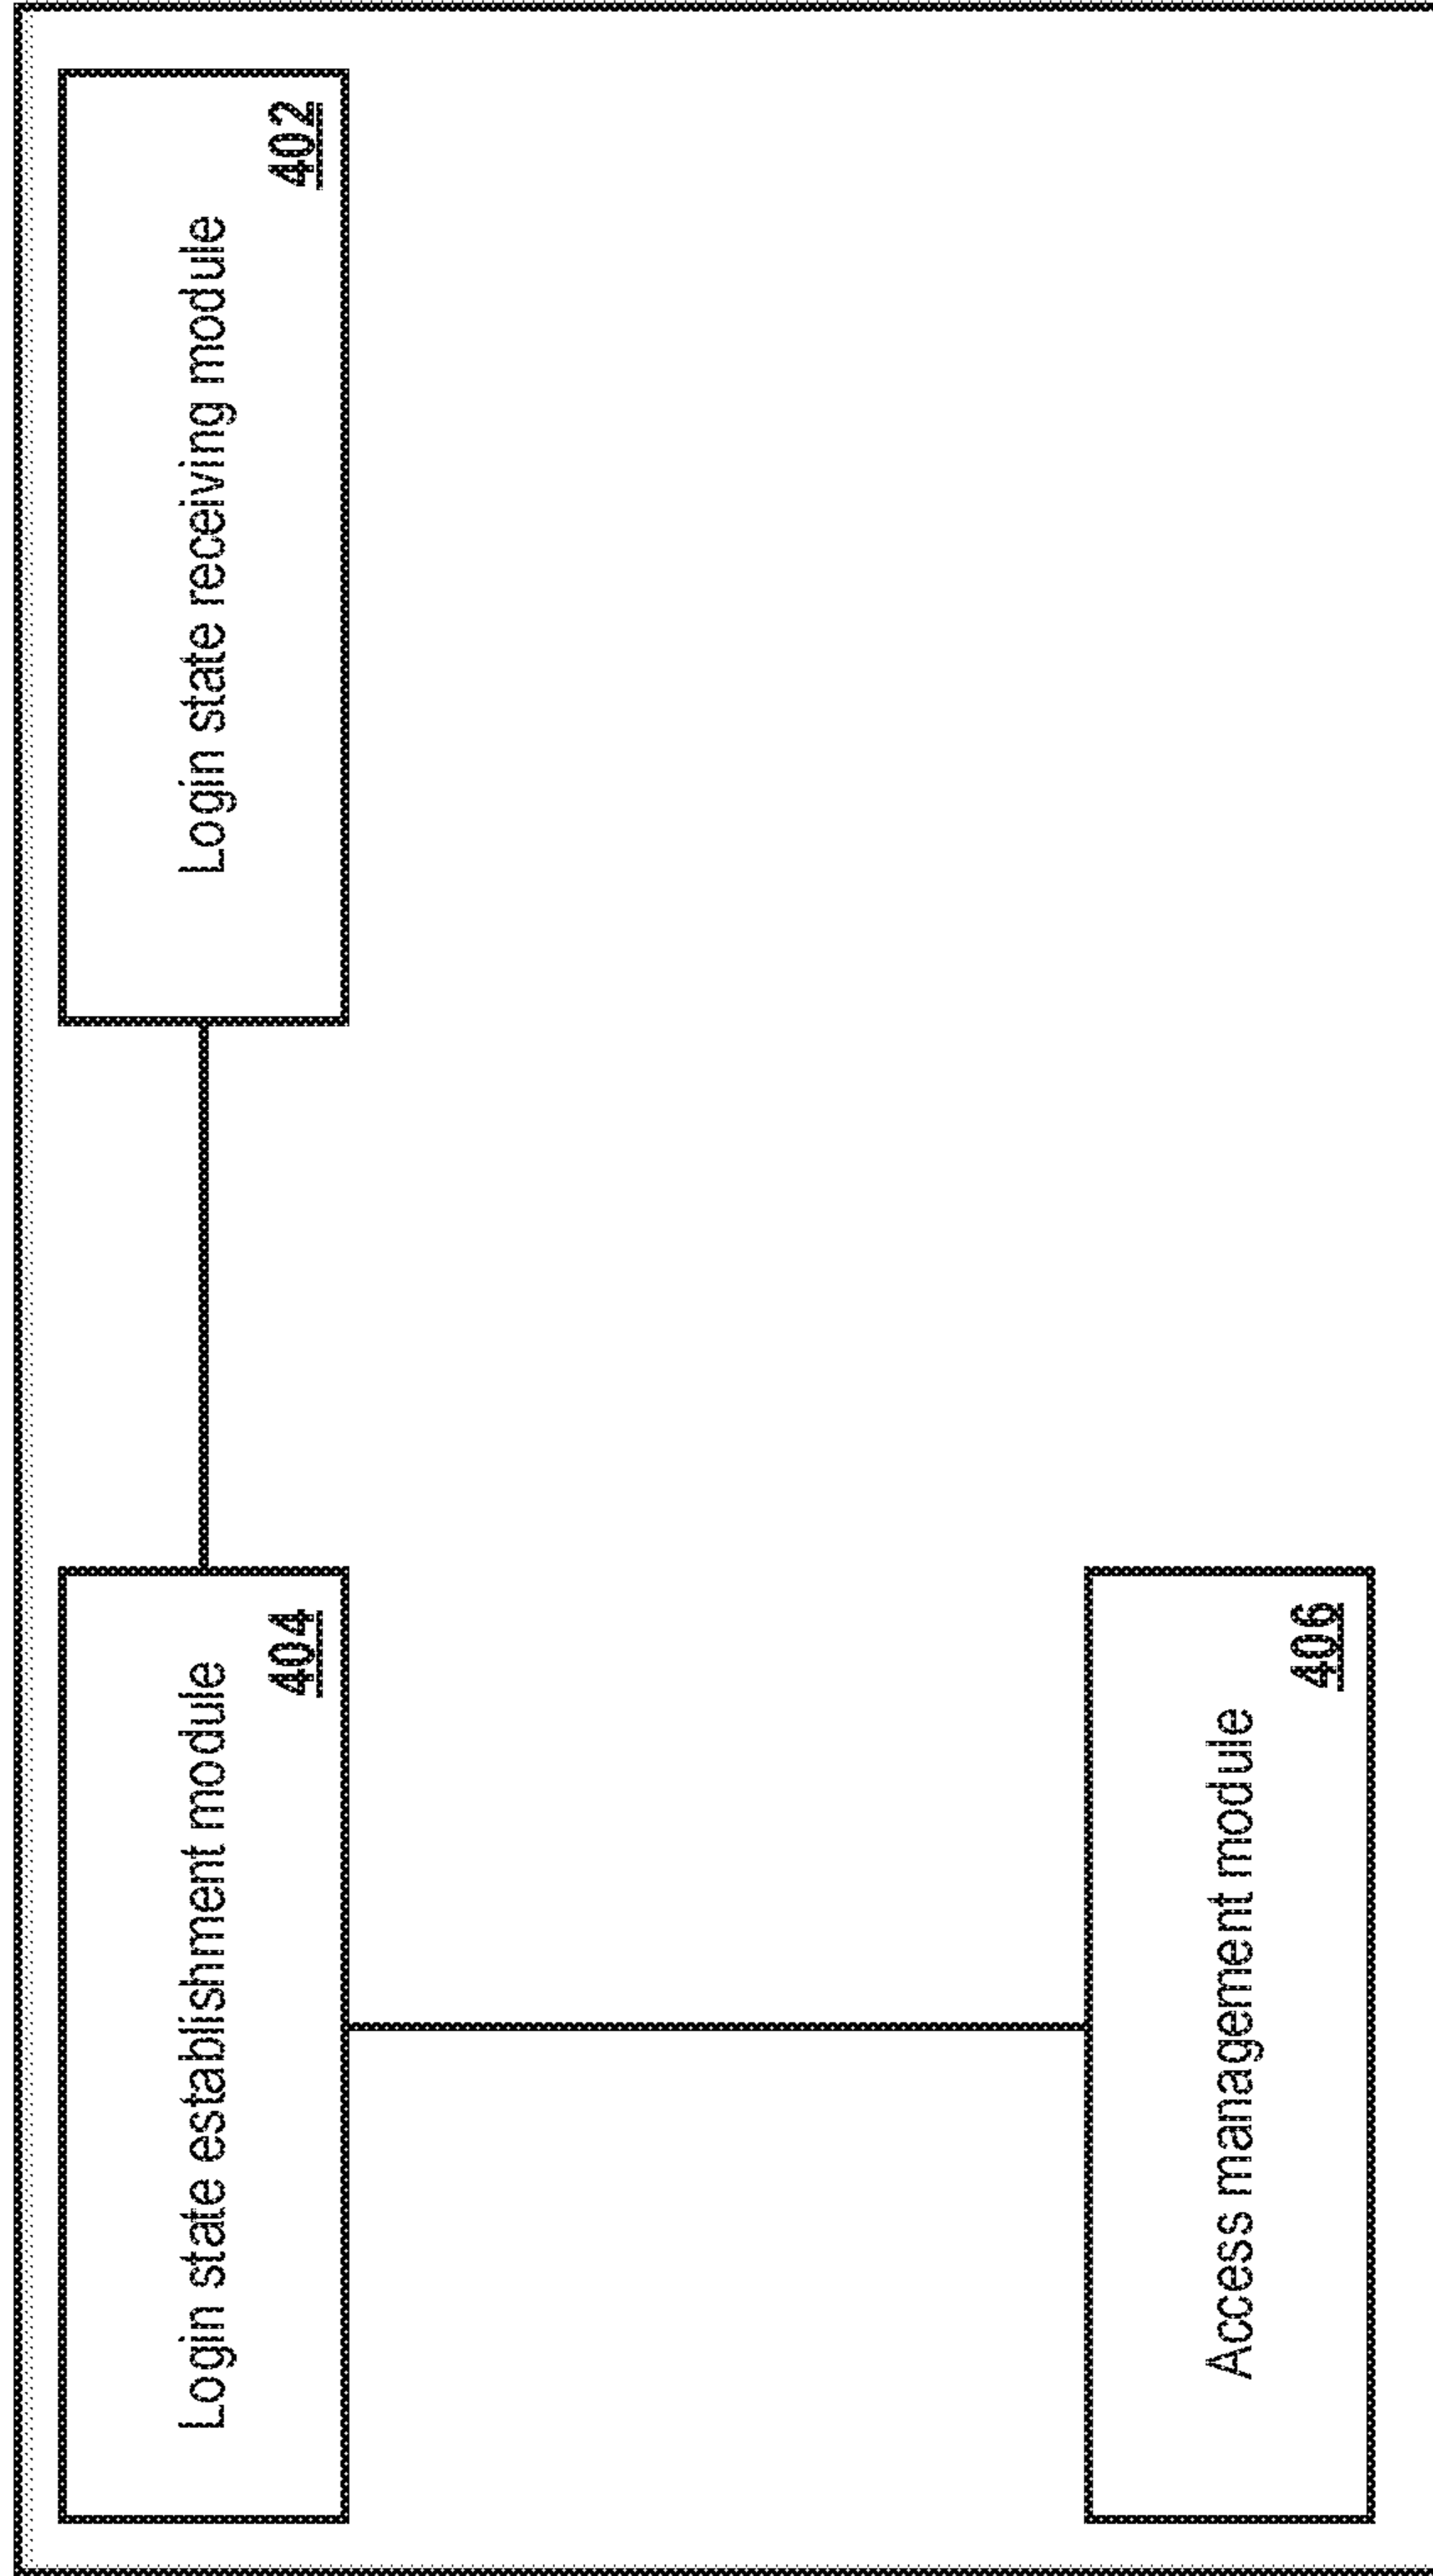 Login state establishment module
404
Login state receiving module
402
Access management module
406